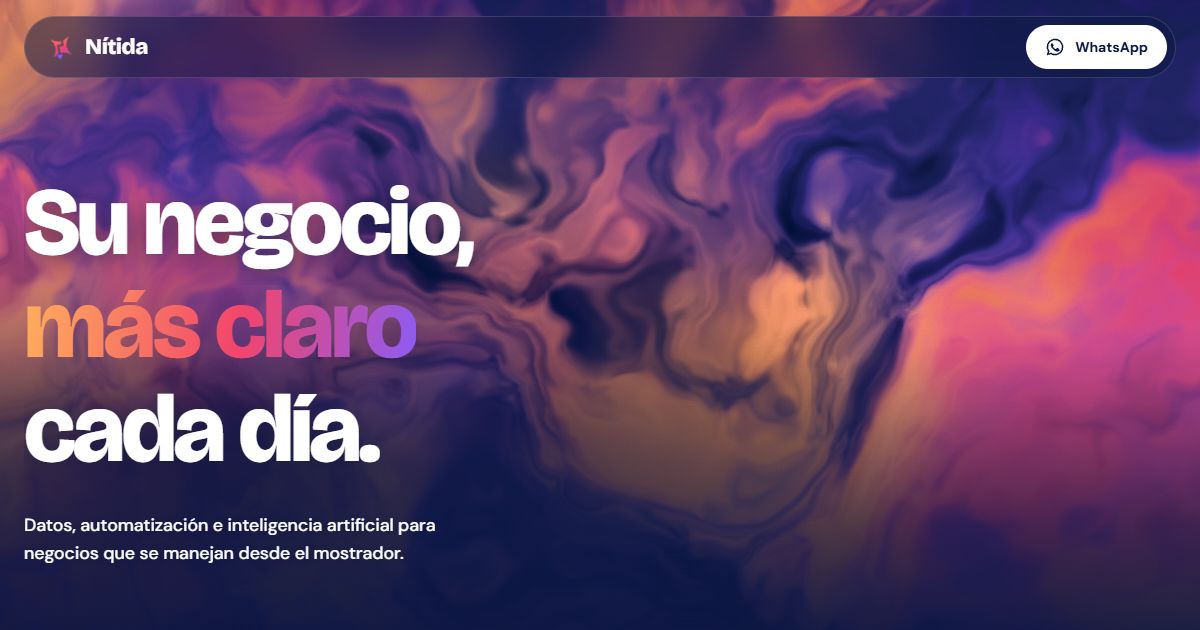 Nítida
WhatsApp
Su negocio,
más claro
cada día.
Datos, automatización e inteligencia artificial para
negocios que se manejan desde el mostrador.